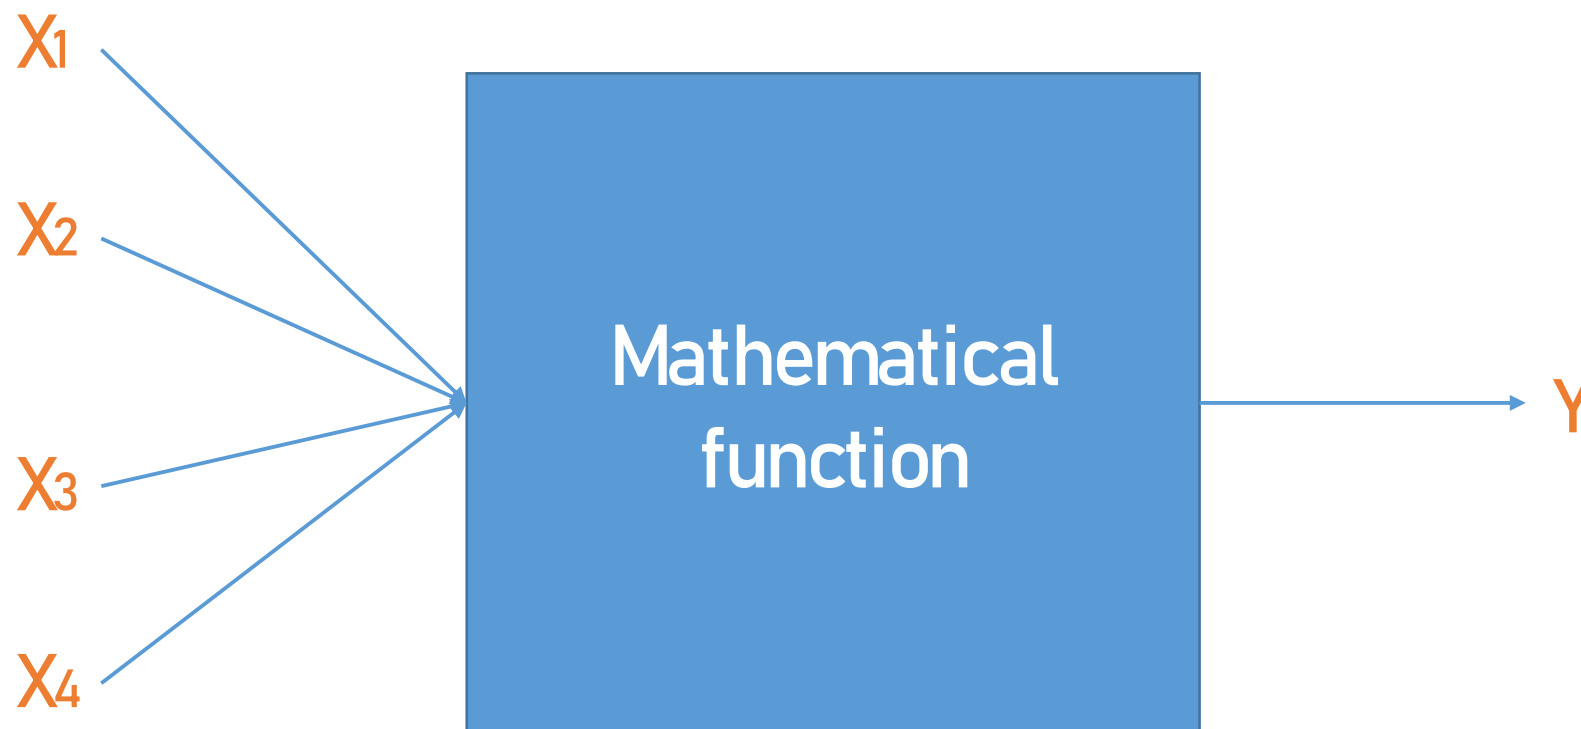 X1
X2
X3
X4
Mathematical
function
Y